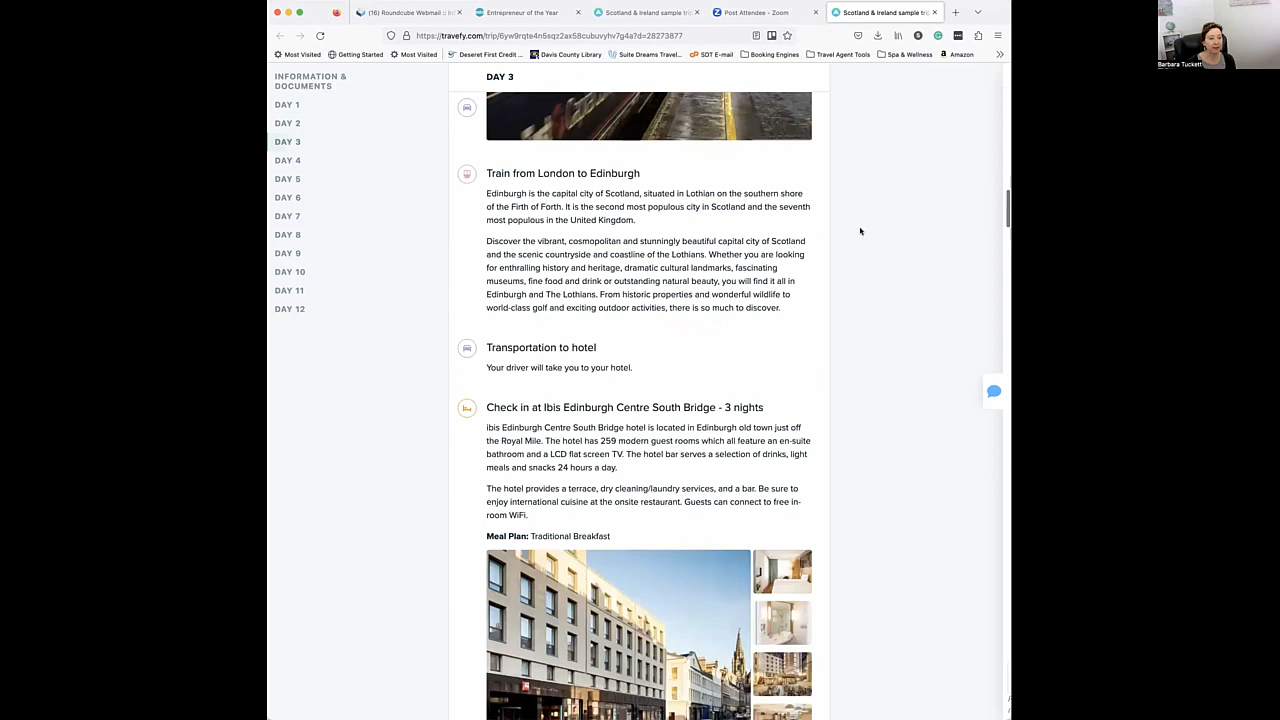 (16) Roundcube Webmail :: In
Entrepreneur of the Year
Scotland & Ireland sample tri
Post Attendee - Zoom
Scotland & Ireland sample tri
https://travefy.com/trip/6yw9rqte4n5sqz2ax58cubuvyhv7g4a?d=28273877
Most Visited
Getting Started
Most Visited
Desert First Credit ...
Davis County Library
Suite Dreams Travel...
SDT E-mail
Booking Engines
Travel Agent Tools
Spa & Wellness
Amazon
Barbara Tuckett
INFORMATION &
DOCUMENTS
DAY 1
DAY 2
DAY 3
DAY 4
DAY 5
DAY 6
DAY 7
DAY 8
DAY 9
DAY 10
DAY 11
DAY 12
DAY 3
Train from London to Edinburgh
Edinburgh is the capital city of Scotland, situated in Lothian on the southern shore
of the Firth of Forth. It is the second most populous city in Scotland and the seventh
most populous in the United Kingdom.
Discover the vibrant, cosmopolitan and stunningly beautiful capital city of Scotland
and the scenic countryside and coastline of the Lothians. Whether you are looking
for enthralling history and heritage, dramatic cultural landmarks, fascinating
museums, fine food and drink or outstanding natural beauty, you will find it all in
Edinburgh and The Lothians. From historic properties and wonderful wildlife to
world-class golf and exciting outdoor activities, there is so much to discover.
Transportation to hotel
Your driver will take you to your hotel.
Check in at Ibis Edinburgh Centre South Bridge - 3 nights
ibis Edinburgh Centre South Bridge hotel is located in Edinburgh old town just off
the Royal Mile. The hotel has 259 modern guest rooms which all feature an en-suite
bathroom and a LCD flat screen TV. The hotel bar serves a selection of drinks, light
meals and snacks 24 hours a day.
The hotel provides a terrace, dry cleaning/laundry services, and a bar. Be sure to
enjoy international cuisine at the onsite restaurant. Guests can connect to free in-
room WiFi.
Meal Plan: Traditional Breakfast